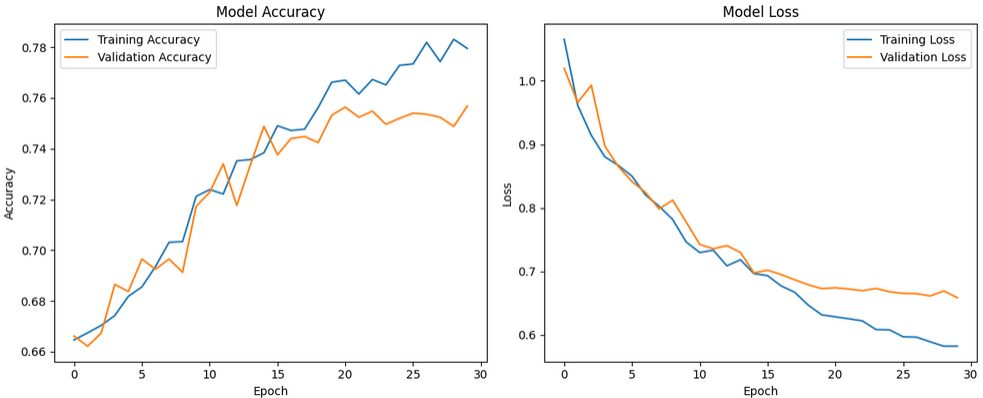 Model Accuracy
Training Accuracy
Validation Accuracy
Accuracy
0.78
0.76
0.74
0.72
0.70
0.68
0.66
0 5 10 15 20 25 30
Epoch
Model Loss
Training Loss
Validation Loss
Loss
1.0
0.9
0.8
0.7
0.6
0 5 10 15 20 25 30
Epoch